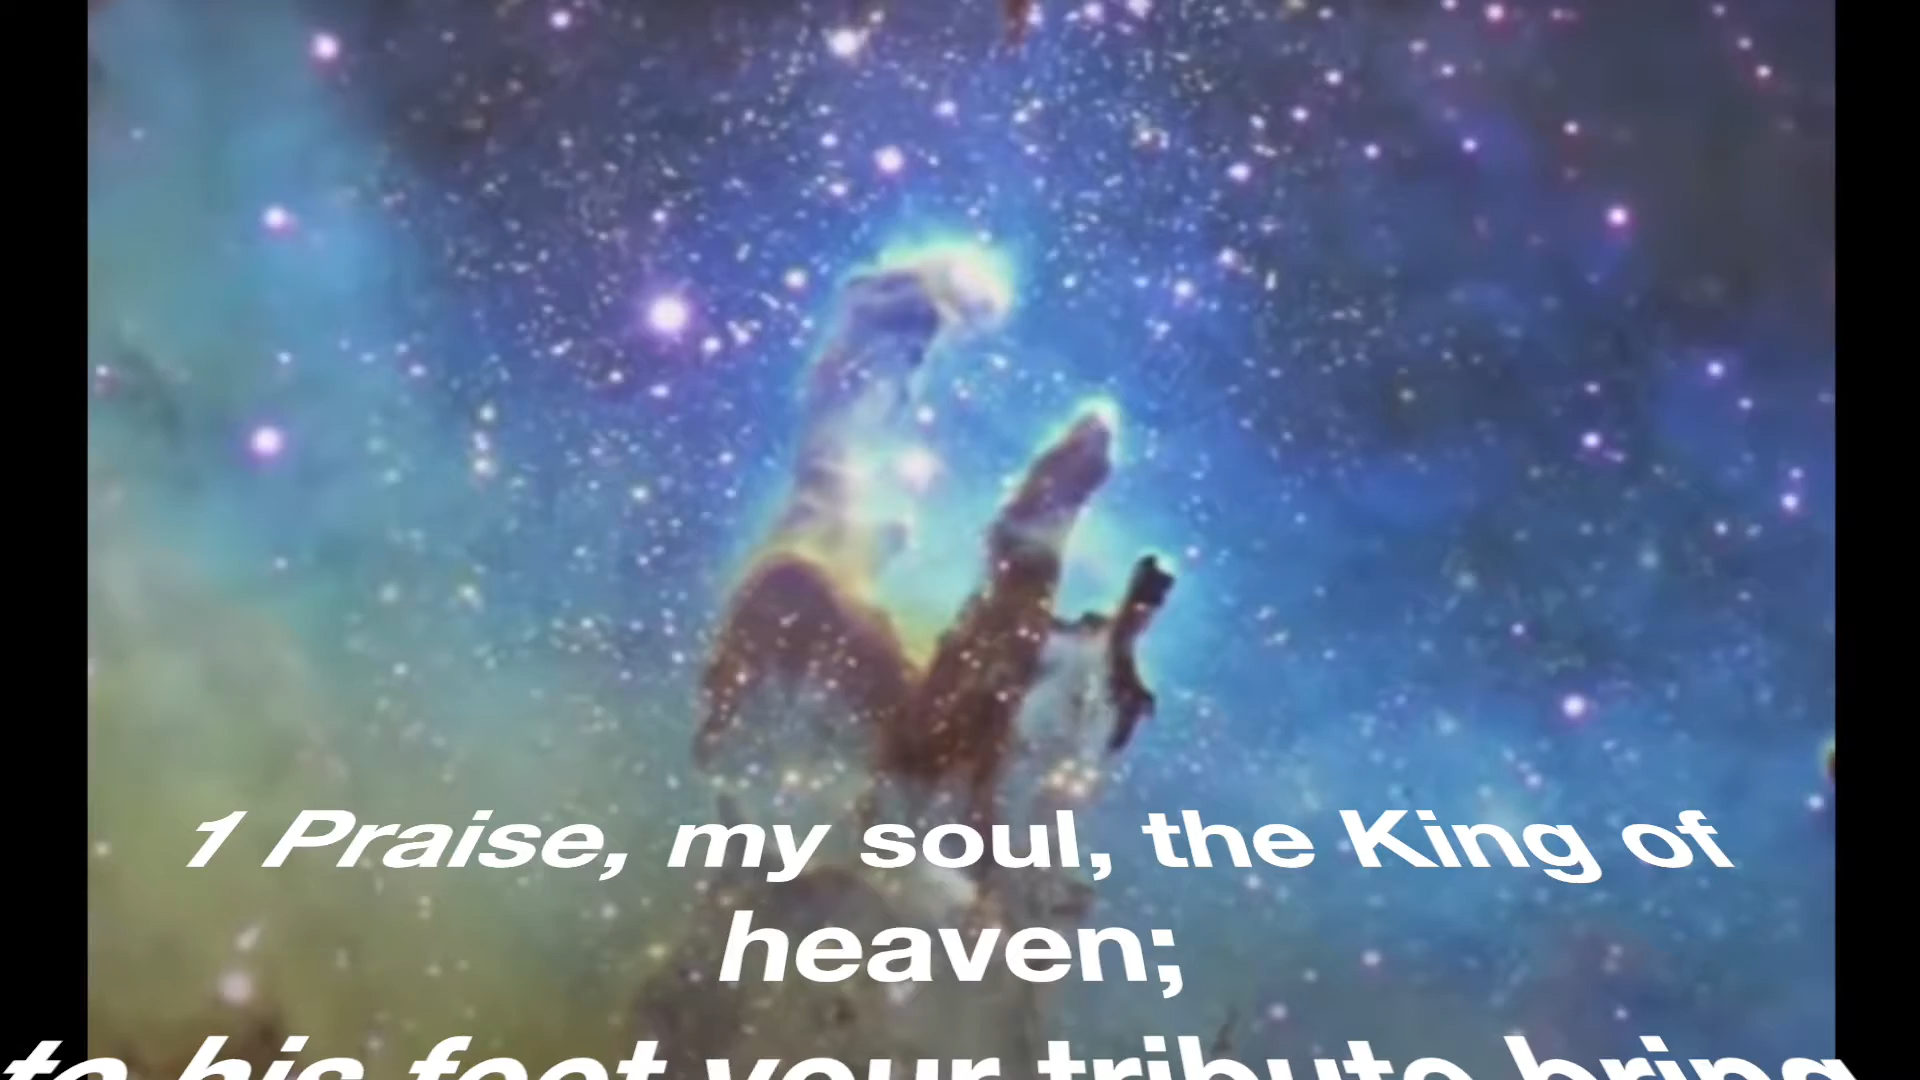 1 Praise, my soul, the King of
heaven;
to his feet your tribute bring